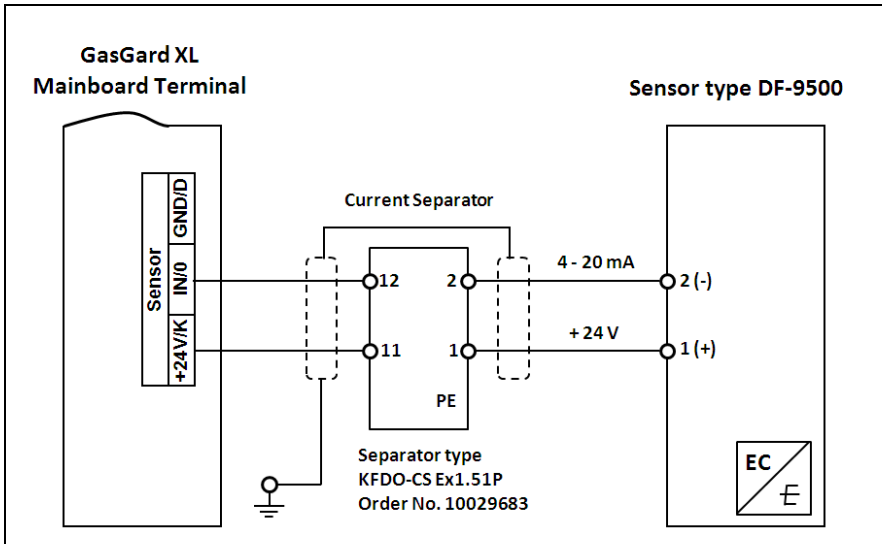 GasGard XL
Mainboard Terminal
Sensor type DF-9500
Sensor
GND/D
IN/0
+24V/K
Current Separator
12
2
11
1
PE
4 - 20 mA
+ 24 V
2 (-)
1 (+)
Separator type
KFDO-CS Ex1.51P
Order No. 10029683
EC
E